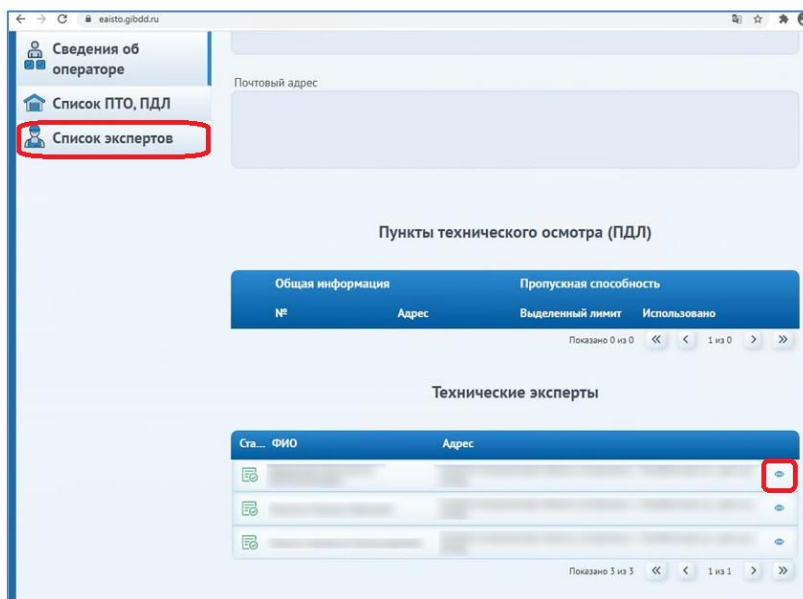 eaisto.gibdd.ru
Сведения об
операторе
Список ПТО, ПДЛ
Список экспертов
Почтовый адрес
Пункты технического осмотра (ПДЛ)
Общая информация Пропускная способность
№ Адрес Выделенный лимит Использовано
Показано 0 из 0 1 из 0
Технические эксперты
Ста... ФИО Адрес
Показано 3 из 3 1 из 1